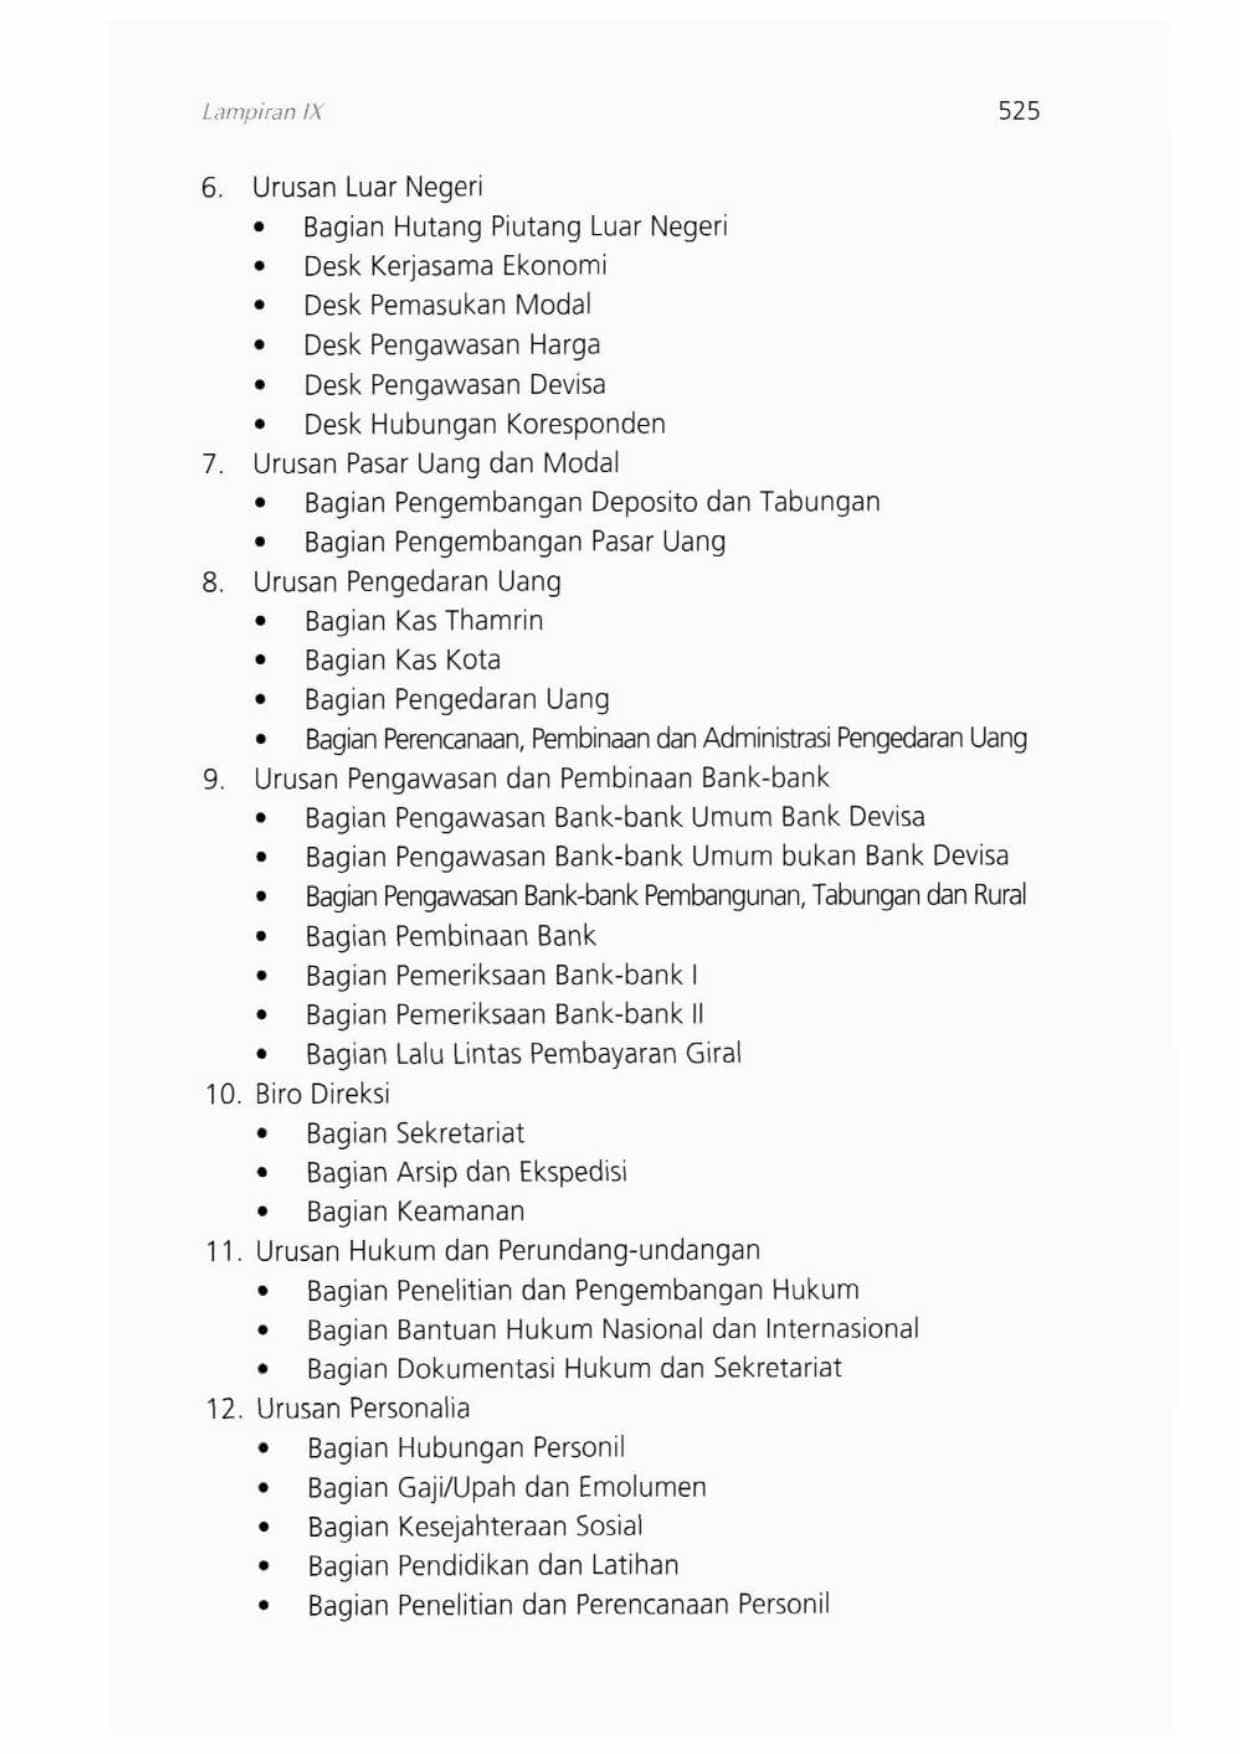 Lampiran IX 525
6. Urusan Luar Negeri
• Bagian Hutang Piutang Luar Negeri
• Desk Kerjasama Ekonomi
• Desk Pemasukan Modal
• Desk Pengawasan Harga
• Desk Pengawasan Devisa
• Desk Hubungan Koresponden
7. Urusan Pasar Uang dan Modal
• Bagian Pengembangan Deposito dan Tabungan
• Bagian Pengembangan Pasar Uang
8. Urusan Pengedaran Uang
• Bagian Kas Thamrin
• Bagian Kas Kota
• Bagian Pengedaran Uang
• Bagian Perencanaan, Pembinaan dan Administrasi Pengedaran Uang
9. Urusan Pengawasan dan Pembinaan Bank-bank
• Bagian Pengawasan Bank-bank Umum Bank Devisa
• Bagian Pengawasan Bank-bank Umum bukan Bank Devisa
• Bagian Pengawasan Bank-bank Pembangunan, Tabungan dan Rural
• Bagian Pembinaan Bank
• Bagian Pemeriksaan Bank-bank I
• Bagian Pemeriksaan Bank-bank II
• Bagian Lalu Lintas Pembayaran Giral
10. Biro Direksi
• Bagian Sekretariat
• Bagian Arsip dan Ekspedisi
• Bagian Keamanan
11. Urusan Hukum dan Perundang-undangan
• Bagian Penelitian dan Pengembangan Hukum
• Bagian Bantuan Hukum Nasional dan Internasional
• Bagian Dokumentasi Hukum dan Sekretariat
12. Urusan Personalia
• Bagian Hubungan Personil
• Bagian Gaji/Upah dan Emolumen
• Bagian Kesejahteraan Sosial
• Bagian Pendidikan dan Latihan
• Bagian Penelitian dan Perencanaan Personil